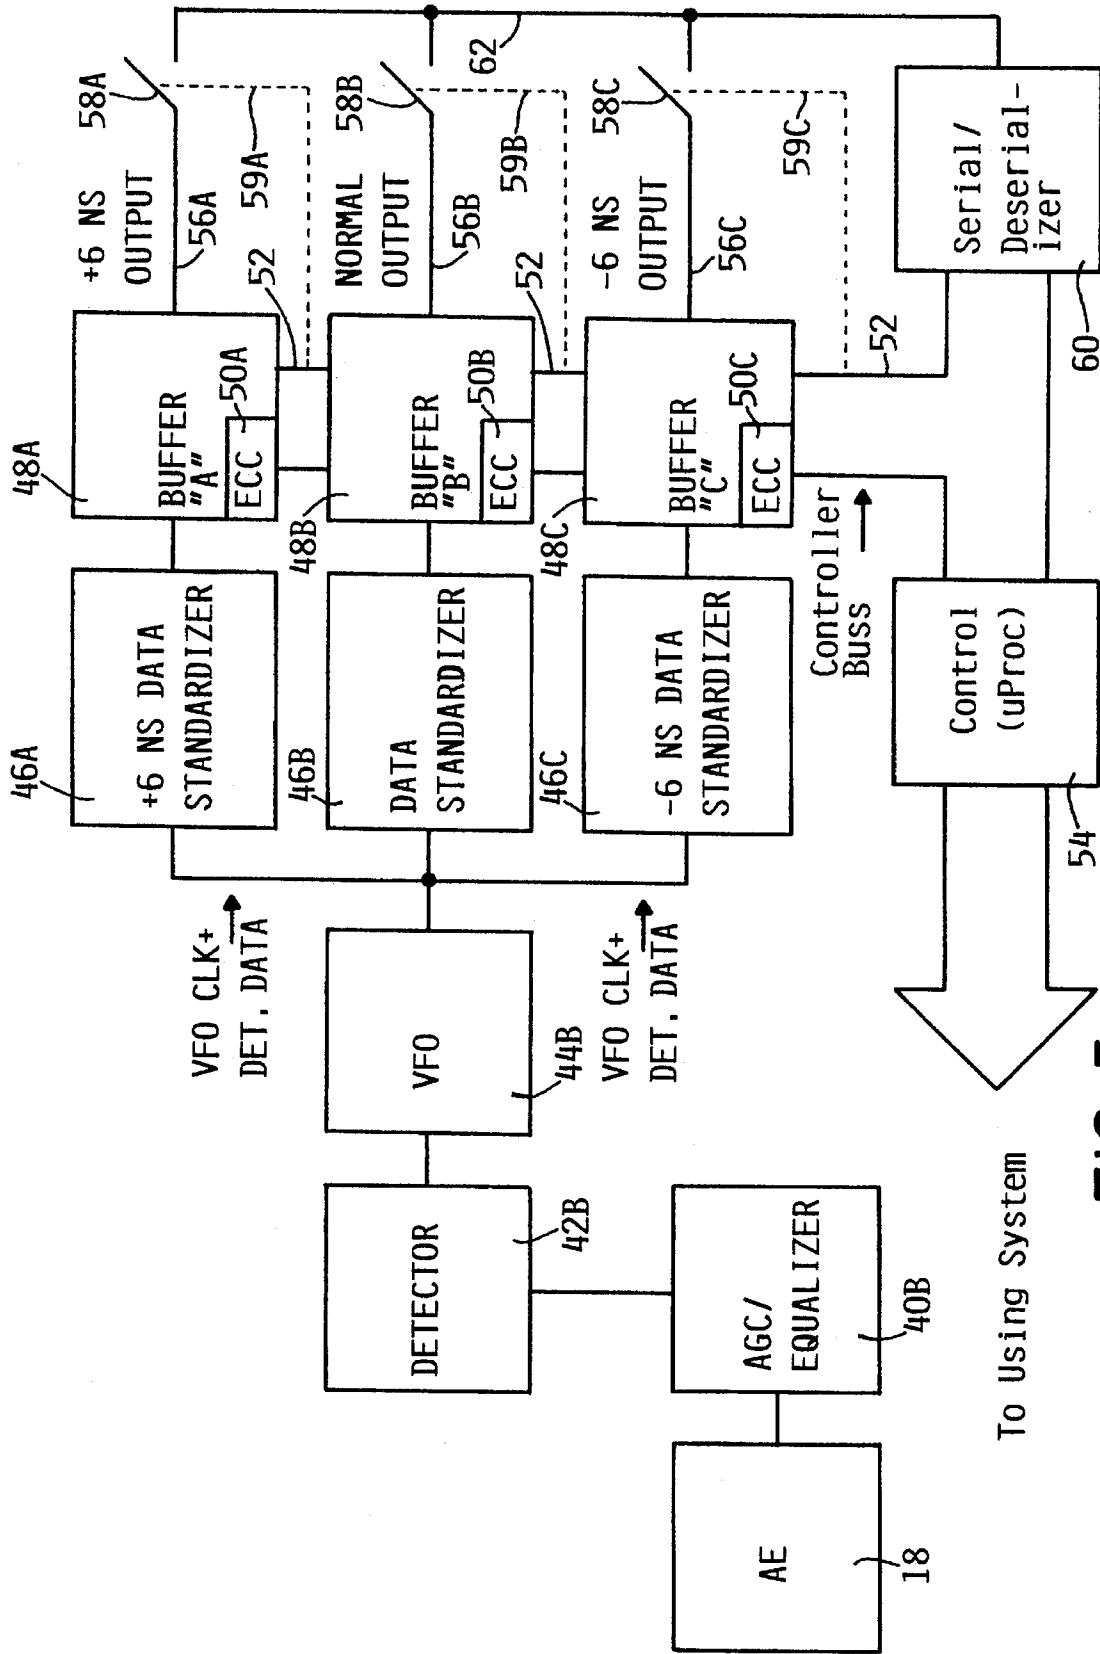 46A
+6 NS DATA
STANDARDIZER
48A
BUFFER
"A"
ECC
50A
+6 NS
OUTPUT
56A
58A
59A
52
VFO CLK+
DET. DATA
DETECTOR
42B
VFO
44B
46B
DATA
STANDARDIZER
48B
BUFFER
"B"
ECC
50B
NORMAL
OUTPUT
56B
58B
59B
52
62
VFO CLK+
DET. DATA
46C
-6 NS DATA
STANDARDIZER
48C
BUFFER
"C"
ECC
50C
-6 NS
OUTPUT
56C
58C
59C
52
AE
18
AGC/
EQUALIZER
40B
Controller
Buss
To Using System
Control
(uProc)
54
Serial/
Deserial-
izer
60